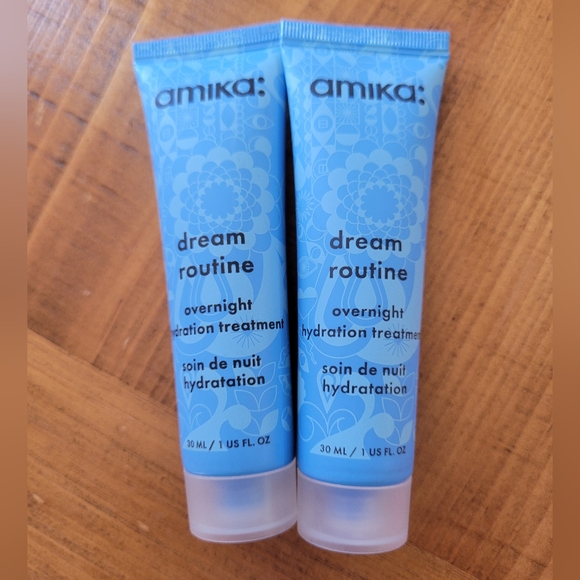 amika:
dream
routine
overnight
hydration treatment
soin de nuit
hydratation
30 ML / 1 US FL. OZ
amika:
dream
routine
overnight
hydration treatment
soin de nuit
hydratation
30 ML / 1 US FL. OZ